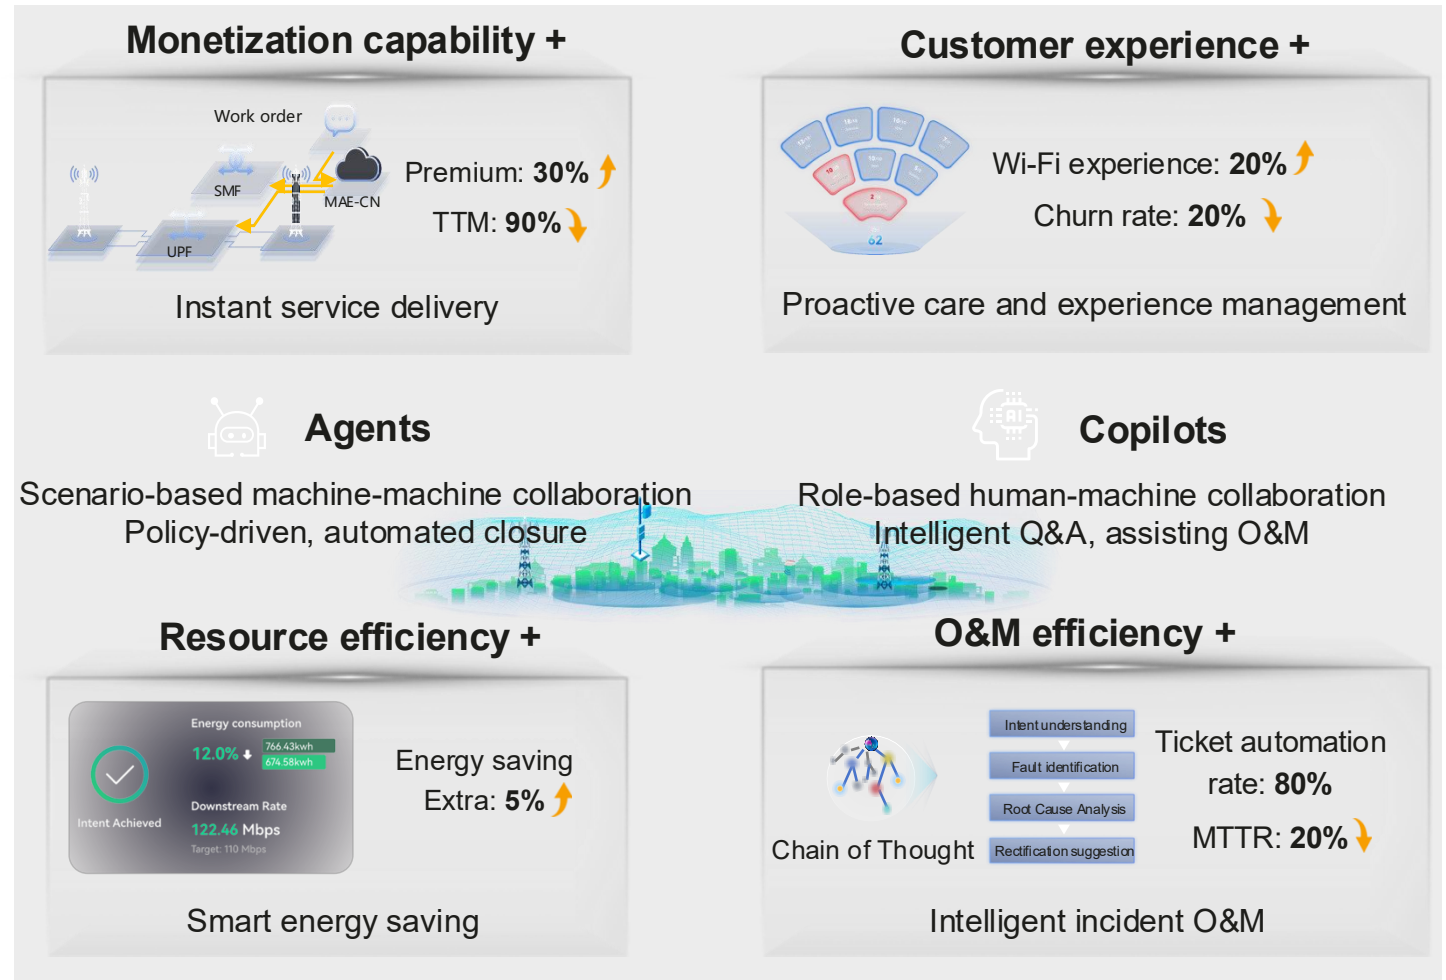 Monetization capability +
Work order
SMF
MAE-CN
UPF
Premium: 30%
TTM: 90%
Instant service delivery
Customer experience +
62
Wi-Fi experience: 20%
Churn rate: 20%
Proactive care and experience management
Agents
Scenario-based machine-machine collaboration
Policy-driven, automated closure
AI
Copilots
Role-based human-machine collaboration
Intelligent Q&A, assisting O&M
Resource efficiency +
Intent Achieved
Energy consumption
12.0%
766.43kwh
674.58kwh
Downstream Rate
122.46 Mbps
Target: 110 Mbps
Energy saving
Extra: 5%
Smart energy saving
O&M efficiency +
Chain of Thought
Intent understanding
Fault identification
Root Cause Analysis
Rectification suggestion
Ticket automation
rate: 80%
MTTR: 20%
Intelligent incident O&M